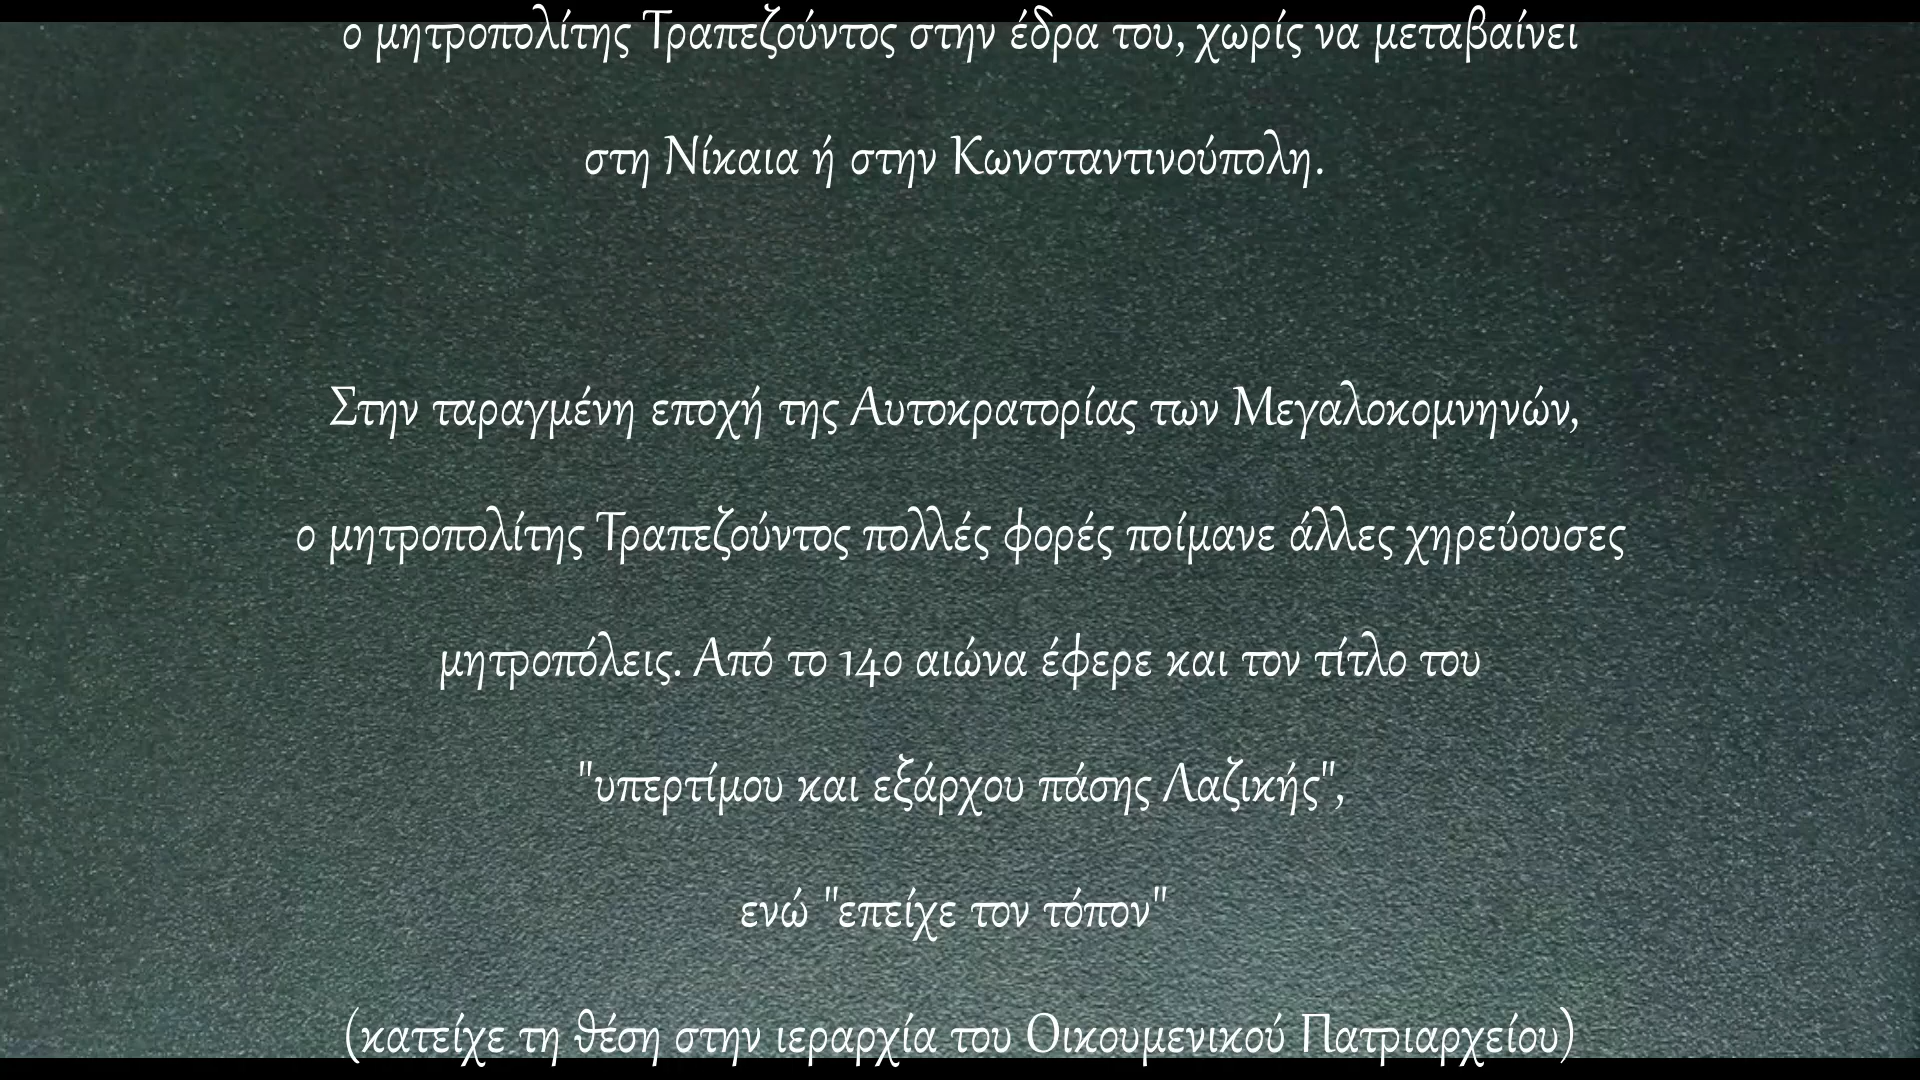 ο μητροπολίτης Τραπεζούντος στην έδρα του, χωρίς να μεταβαίνει
στη Νίκαια ή στην Κωνσταντινούπολη.
Στην ταραγμένη εποχή της Αυτοκρατορίας των Μεγαλοκομνηνών,
ο μητροπολίτης Τραπεζούντος πολλές φορές ποίμανε άλλες χηρεύουσες
μητροπόλεις. Από το 14ο αιώνα έφερε και τον τίτλο του
"υπερτίμου και εξάρχου πάσης Λαζικής",
ενώ "επείχε τον τόπον"
(κατείχε τη θέση στην ιεραρχία του Οικουμενικού Πατριαρχείου)